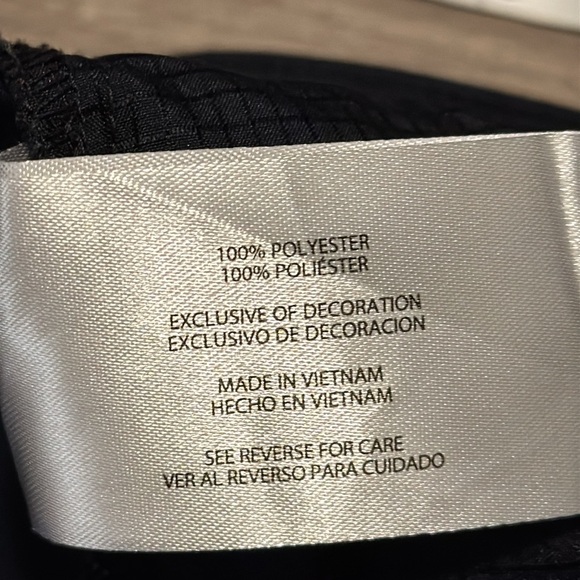 100% POLYESTER
100% POLIÉSTER
EXCLUSIVE OF DECORATION
EXCLUSIVO DE DECORACION
MADE IN VIETNAM
HECHO EN VIETNAM
SEE REVERSE FOR CARE
VER AL REVERSO PARA CUIDADO